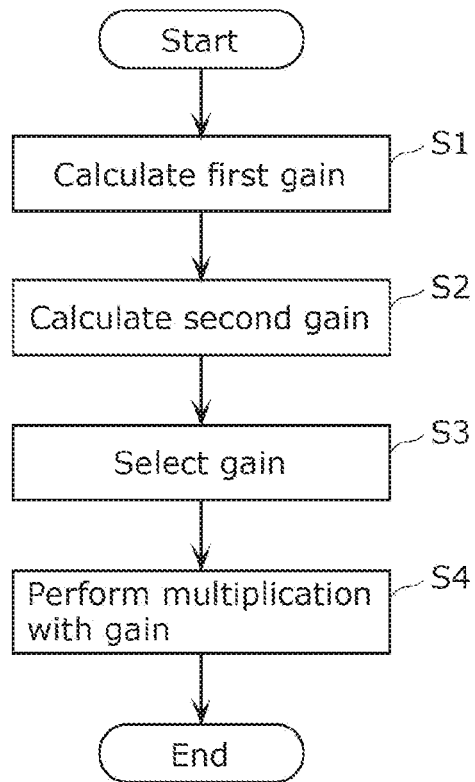 Start
Calculate first gain
S1
Calculate second gain
S2
Select gain
S3
Perform multiplication
with gain
S4
End